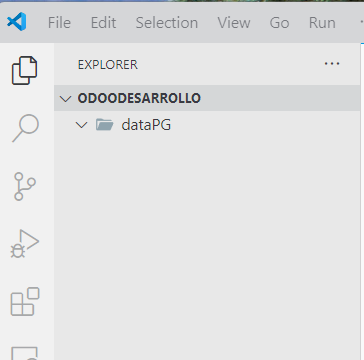 File Edit Selection View Go Run
EXPLORER
ODOODESARROLLO
dataPG